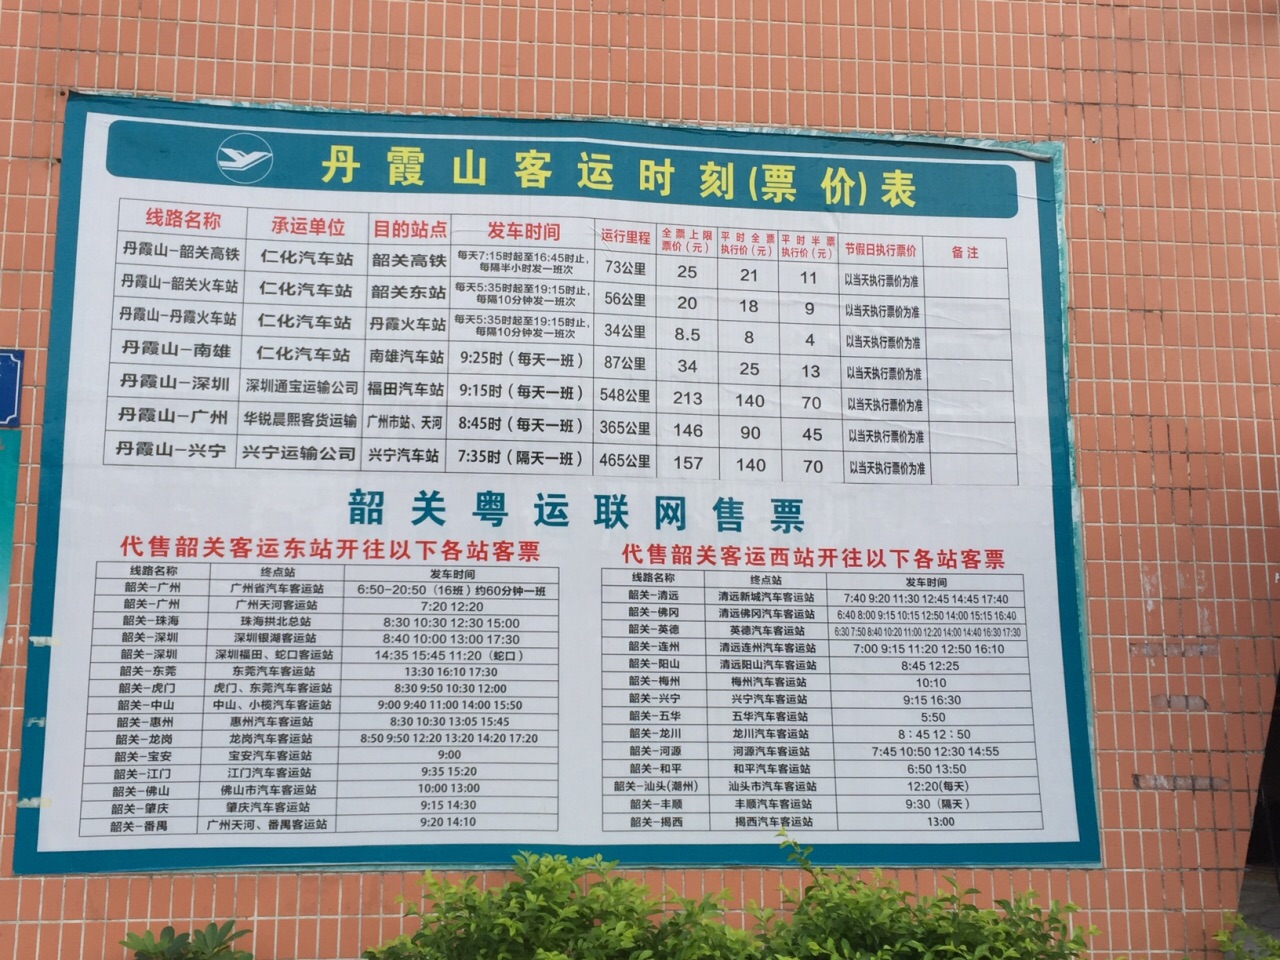 丹霞山客运时刻(票价)表
线路名称 承运单位 目的站点 发车时间 运行里程 全票上限票价(元) 平时全票执行价(元) 平时半票执行价(元) 节假日执行票价 备注
丹霞山-韶关高铁 仁化汽车站 韶关高铁 每天7:15时起至16:45时止,每隔半小时发一班次 73公里 25 21 11 以当天执行票价为准
丹霞山-韶关火车站 仁化汽车站 韶关东站 每天5:35时起至19:15时止,每隔10分钟发一班次 56公里 20 18 9 以当天执行票价为准
丹霞山-丹霞火车站 仁化汽车站 丹霞火车站 每天5:35时起至19:15时止,每隔10分钟发一班次 34公里 8.5 8 4 以当天执行票价为准
丹霞山-南雄 仁化汽车站 南雄汽车站 9:25时(每天一班) 87公里 34 25 13 以当天执行票价为准
丹霞山-深圳 深圳通宝运输公司 福田汽车站 9:15时(每天一班) 548公里 213 140 70 以当天执行票价为准
丹霞山-广州 华锐晨熙客货运输 广州市站、天河 8:45时(每天一班) 365公里 146 90 45 以当天执行票价为准
丹霞山-兴宁 兴宁运输公司 兴宁汽车站 7:35时(隔天一班) 465公里 157 140 70 以当天执行票价为准
韶关粤运联网售票
代售韶关客运东站开往以下各站客票
线路名称 终点站 发车时间
韶关-广州 广州省汽车客运站 6:50-20:50(16班)约60分钟一班
韶关-广州 广州天河客运站 7:20 12:20
韶关-珠海 珠海拱北总站 8:30 10:30 12:30 15:00
韶关-深圳 深圳银湖客运站 8:40 10:00 13:00 17:30
韶关-深圳 深圳福田、蛇口客运站 14:35 15:45 11:20(蛇口)
韶关-东莞 东莞汽车客运站 13:30 16:10 17:30
韶关-虎门 虎门、东莞汽车客运站 8:30 9:50 10:30 12:00
韶关-中山 中山、小榄汽车客运站 9:00 9:40 11:00 14:00 15:50
韶关-惠州 惠州汽车客运站 8:30 10:30 13:05 15:45
韶关-龙岗 龙岗汽车客运站 8:50 9:50 12:20 13:20 14:20 17:20
韶关-宝安 宝安汽车客运站 9:00
韶关-江门 江门汽车客运站 9:35 15:20
韶关-佛山 佛山市汽车客运站 10:00 13:00
韶关-肇庆 肇庆汽车客运站 9:15 14:30
韶关-番禺 广州天河、番禺客运站 9:20 14:10
代售韶关客运西站开往以下各站客票
线路名称 终点站 发车时间
韶关-清远 清远新城汽车客运站 7:40 9:20 11:30 12:45 14:45 17:40
韶关-佛冈 清远佛冈汽车客运站 6:40 8:00 9:15 10:15 12:50 14:00 15:15 16:40
韶关-英德 英德汽车客运站 6:30 7:50 8:40 10:20 11:00 12:20 14:00 14:40 16:30 17:30
韶关-连州 清远连州汽车客运站 7:00 9:15 11:20 12:50 16:10
韶关-阳山 清远阳山汽车客运站 8:45 12:25
韶关-梅州 梅州汽车客运站 10:10
韶关-兴宁 兴宁汽车客运站 9:15 16:30
韶关-五华 五华汽车客运站 5:50
韶关-龙川 龙川汽车客运站 8:45 12:50
韶关-河源 河源汽车客运站 7:45 10:50 12:30 14:55
韶关-和平 和平汽车客运站 6:50 13:50
韶关-汕头(潮州) 汕头市汽车客运站 12:20(每天)
韶关-丰顺 丰顺汽车客运站 9:30(隔天)
韶关-揭西 揭西汽车客运站 13:00